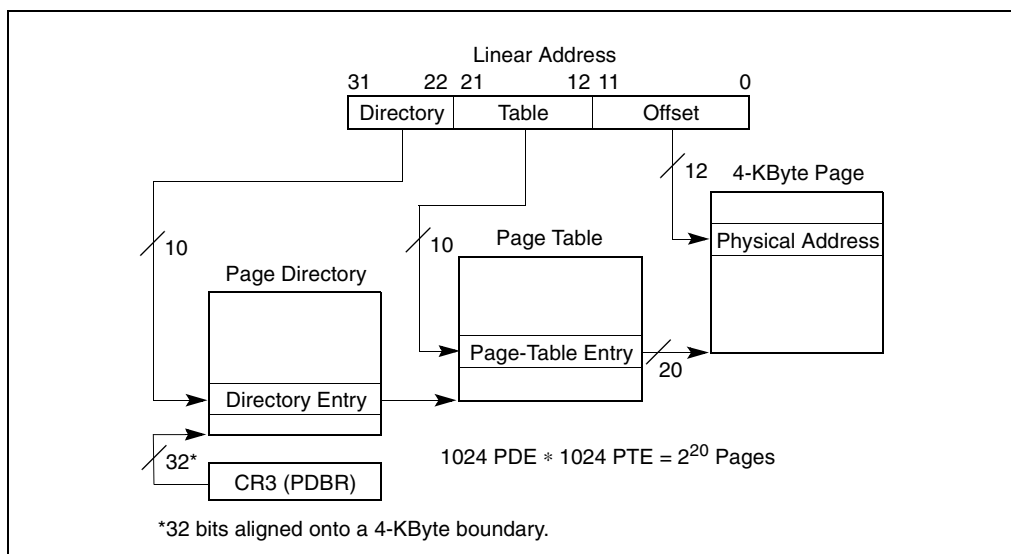 Linear Address
31 22 21 12 11 0
Directory Table Offset
12
4-KByte Page
Physical Address
10
10
Page Table
Page Directory
Page-Table Entry
20
Directory Entry
32*
CR3 (PDBR)
1024 PDE * 1024 PTE = 2^20 Pages
*32 bits aligned onto a 4-KByte boundary.